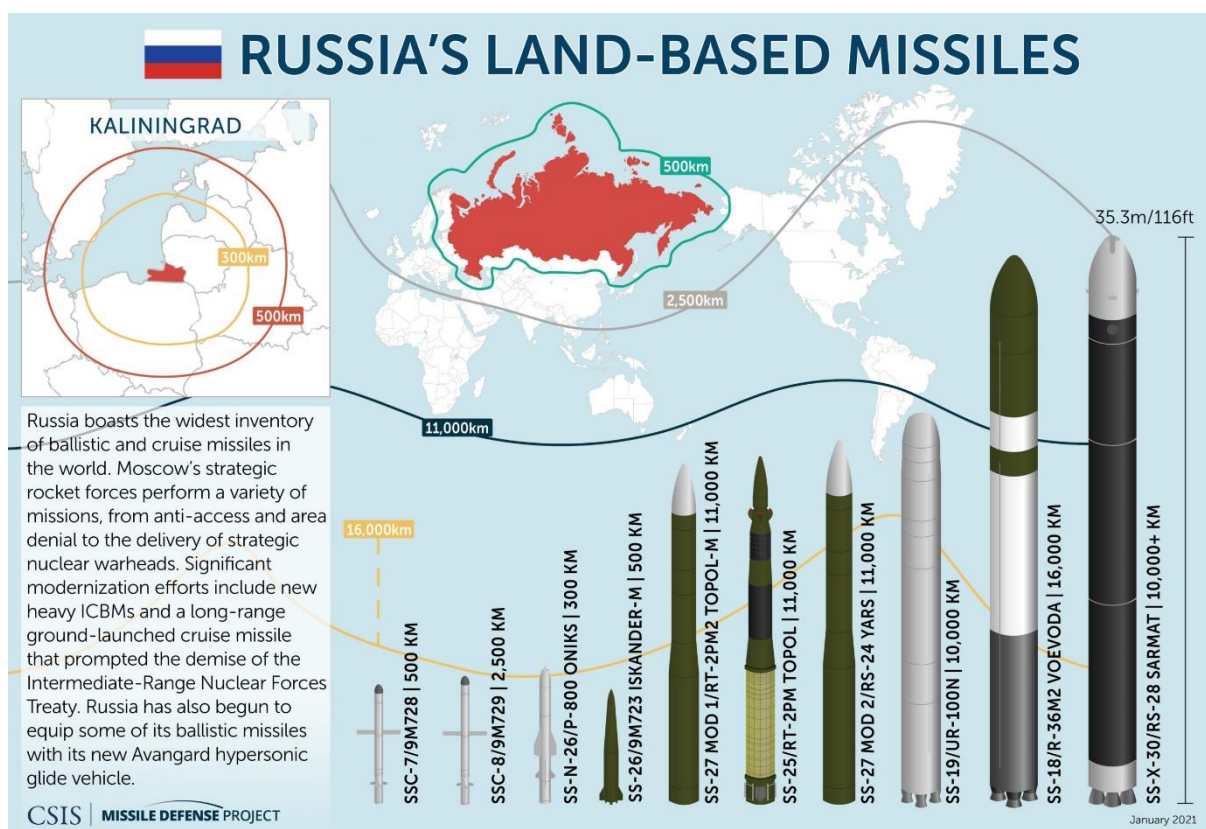 RUSSIA'S LAND-BASED MISSILES
KALININGRAD
300km
500km
500km
2,500km
11,000km
16,000km
35.3m/116ft
Russia boasts the widest inventory
of ballistic and cruise missiles in
the world. Moscow's strategic
rocket forces perform a variety of
missions, from anti-access and area
denial to the delivery of strategic
nuclear warheads. Significant
modernization efforts include new
heavy ICBMs and a long-range
ground-launched cruise missile
that prompted the demise of the
Intermediate-Range Nuclear Forces
Treaty. Russia has also begun to
equip some of its ballistic missiles
with its new Avangard hypersonic
glide vehicle.
SSC-7/9M728 | 500 KM
SSC-8/9M729 | 2,500 KM
SS-N-26/P-800 ONIKS | 300 KM
SS-26/9M723 ISKANDER-M | 500 KM
SS-27 MOD 1/RT-2PM2 TOPOL-M | 11,000 KM
SS-25/RT-2PM TOPOL | 11,000 KM
SS-27 MOD 2/RS-24 YARS | 11,000 KM
SS-19/UR-100N | 10,000 KM
SS-18/R-36M2 VOEVODA | 16,000 KM
SS-X-30/RS-28 SARMAT | 10,000+ KM
CSIS | MISSILE DEFENSE PROJECT
January 2021